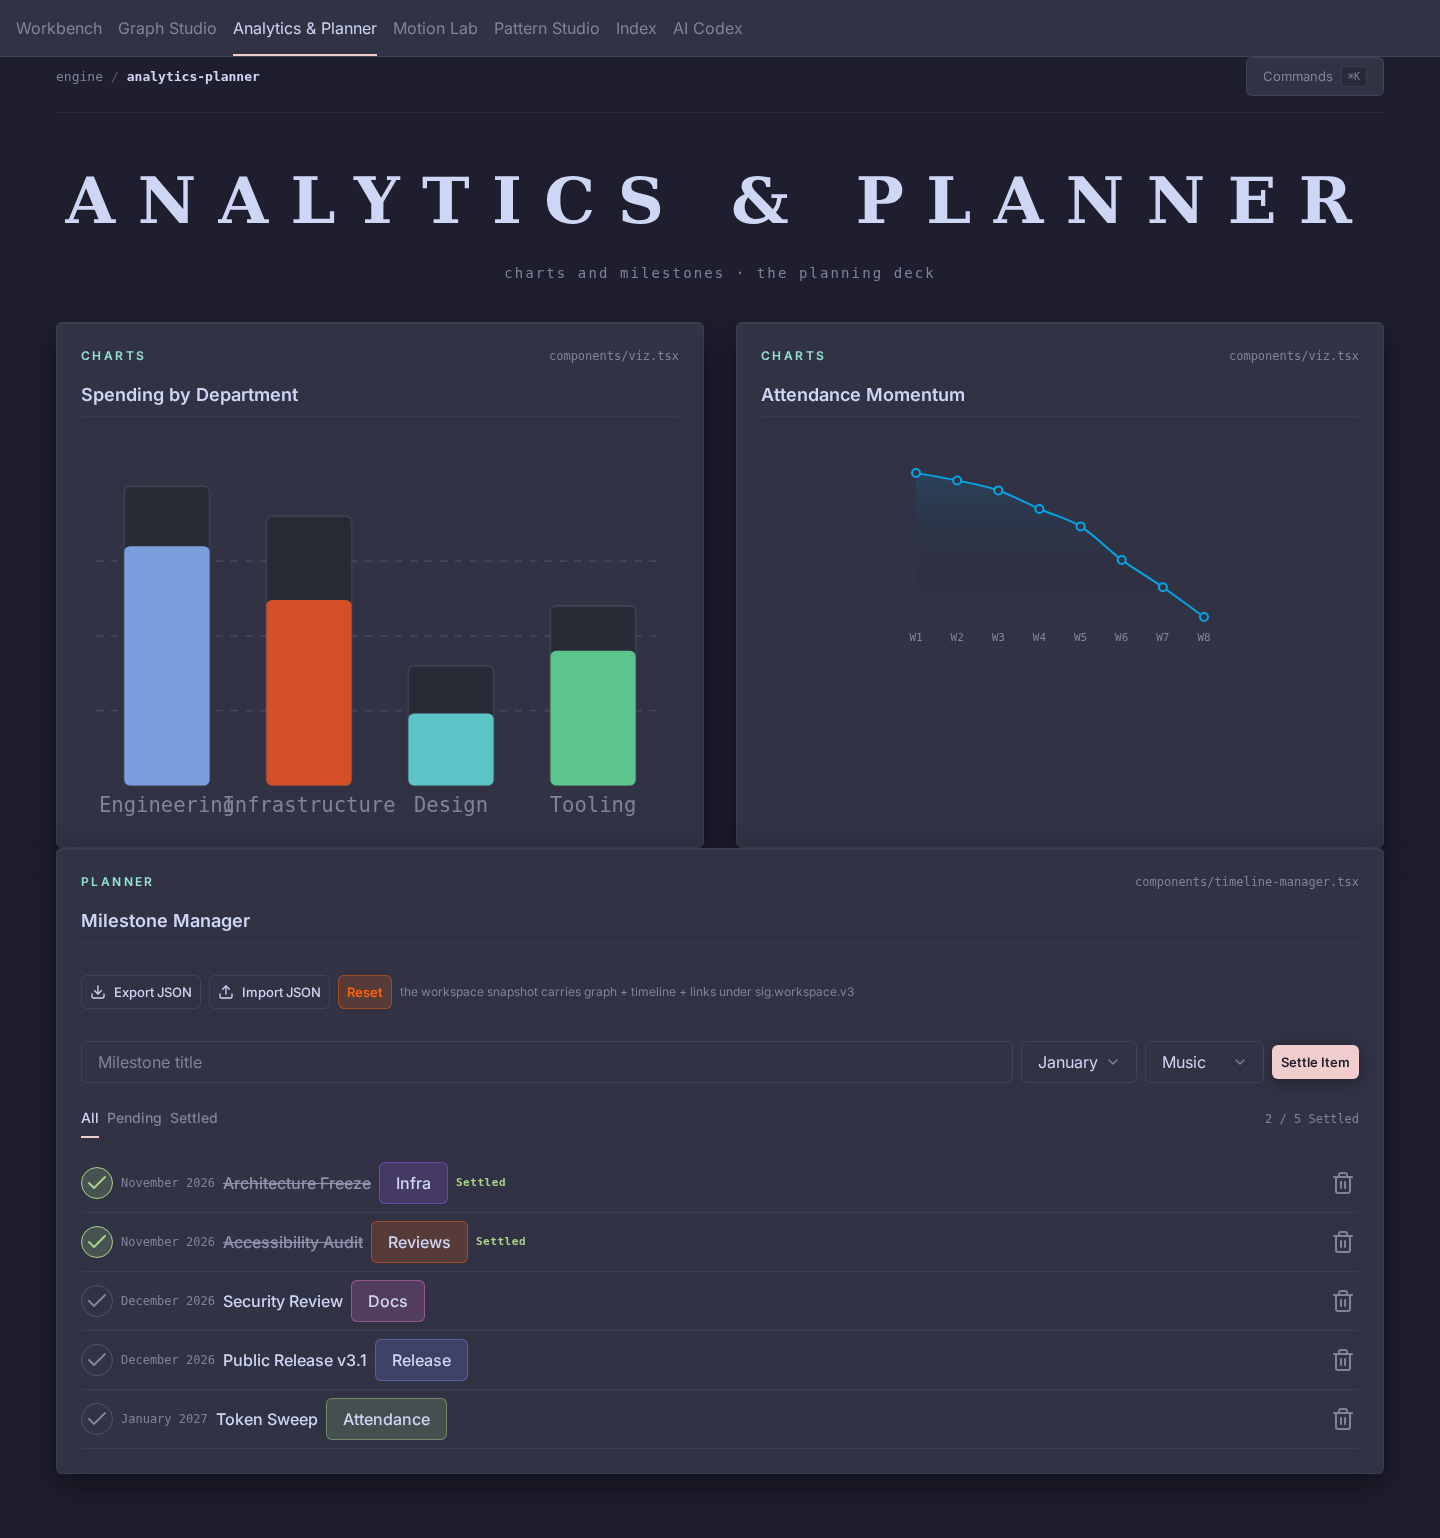 Workbench Graph Studio Analytics & Planner Motion Lab Pattern Studio Index AI Codex
engine / analytics-planner
Commands ⌘K
ANALYTICS & PLANNER
charts and milestones · the planning deck
CHARTS components/viz.tsx
Spending by Department
Engineering Infrastructure Design Tooling
CHARTS components/viz.tsx
Attendance Momentum
W1 W2 W3 W4 W5 W6 W7 W8
PLANNER components/timeline-manager.tsx
Milestone Manager
Export JSON Import JSON Reset the workspace snapshot carries graph + timeline + links under sig.workspace.v3
Milestone title January Music Settle Item
All Pending Settled 2 / 5 Settled
November 2026 Architecture Freeze Infra Settled
November 2026 Accessibility Audit Reviews Settled
December 2026 Security Review Docs
December 2026 Public Release v3.1 Release
January 2027 Token Sweep Attendance